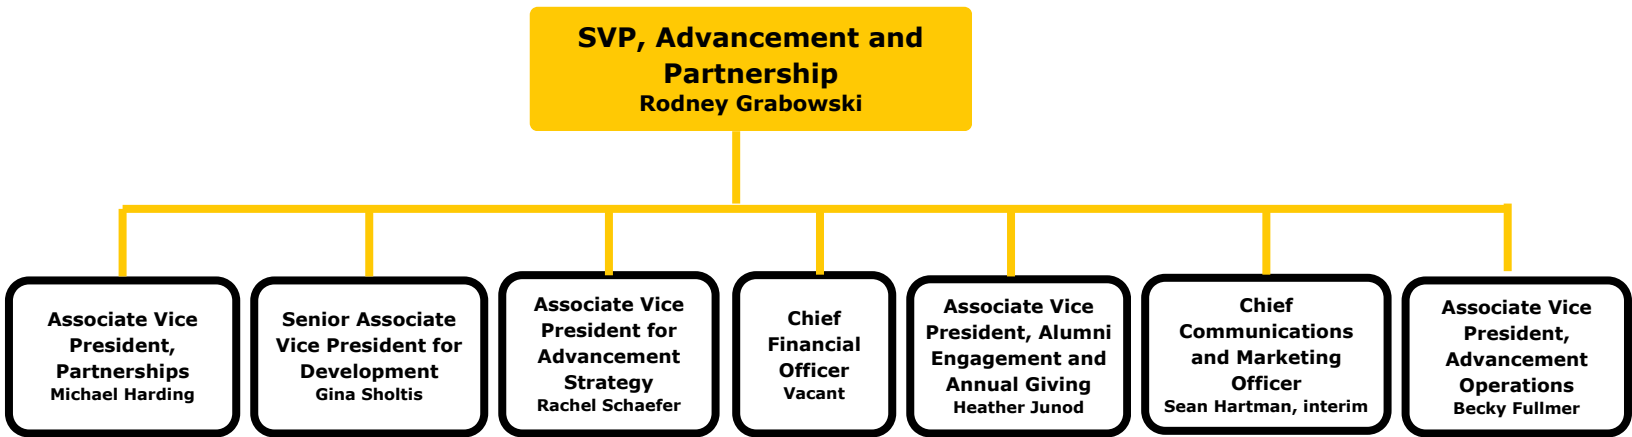 SVP, Advancement and
Partnership
Rodney Grabowski
Associate Vice
President,
Partnerships
Michael Harding
Senior Associate
Vice President for
Development
Gina Sholtis
Associate Vice
President for
Advancement
Strategy
Rachel Schaefer
Chief
Financial
Officer
Vacant
Associate Vice
President, Alumni
Engagement and
Annual Giving
Heather Junod
Chief
Communications
and Marketing
Officer
Sean Hartman, interim
Associate Vice
President,
Advancement
Operations
Becky Fullmer